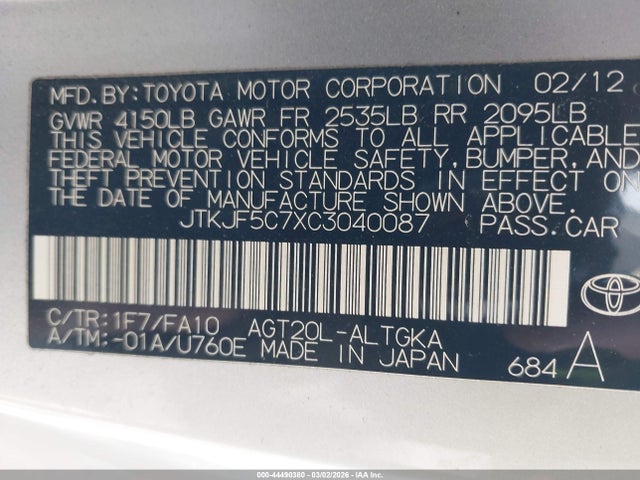 MFD.BY:TOYOTA MOTOR CORPORATION 02/12
GVWR 4150LB GAWR FR 2535LB RR 2095LB
THIS VEHICLE CONFORMS TO ALL APPLICABLE
FEDERAL MOTOR VEHICLE SAFETY,BUMPER,AND
THEFT PREVENTION STANDARDS IN EFFECT ON
THE DATE OF MANUFACTURE SHOWN ABOVE.
JTKJF5C7XC3040087 PASS.CAR
C/TR:1F7/FA10 AGT20L-ALTGKA
A/TM:-01A/U760E MADE IN JAPAN 684 A
000-44490380 - 03/02/2026 - IAA Inc.